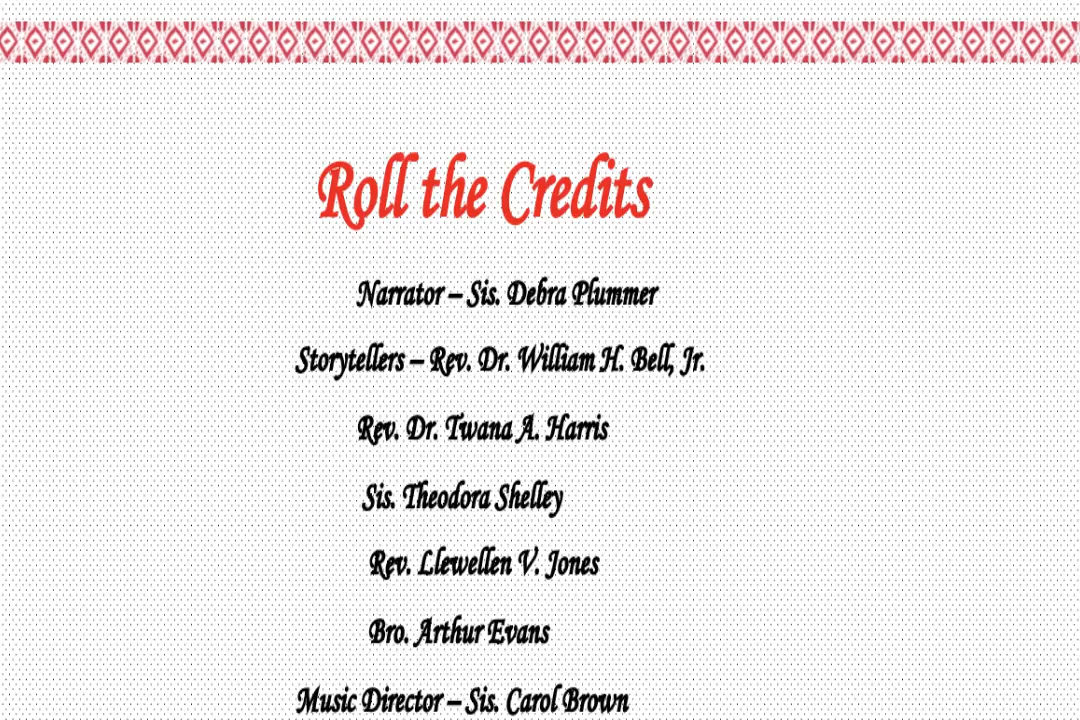 Roll the Credits
Narrator – Sis. Debra Plummer
Storytellers – Rev. Dr. William H. Bell, Jr.
Rev. Dr. Twana A. Harris
Sis. Theodora Shelley
Rev. Llewellen V. Jones
Bro. Arthur Evans
Music Director – Sis. Carol Brown